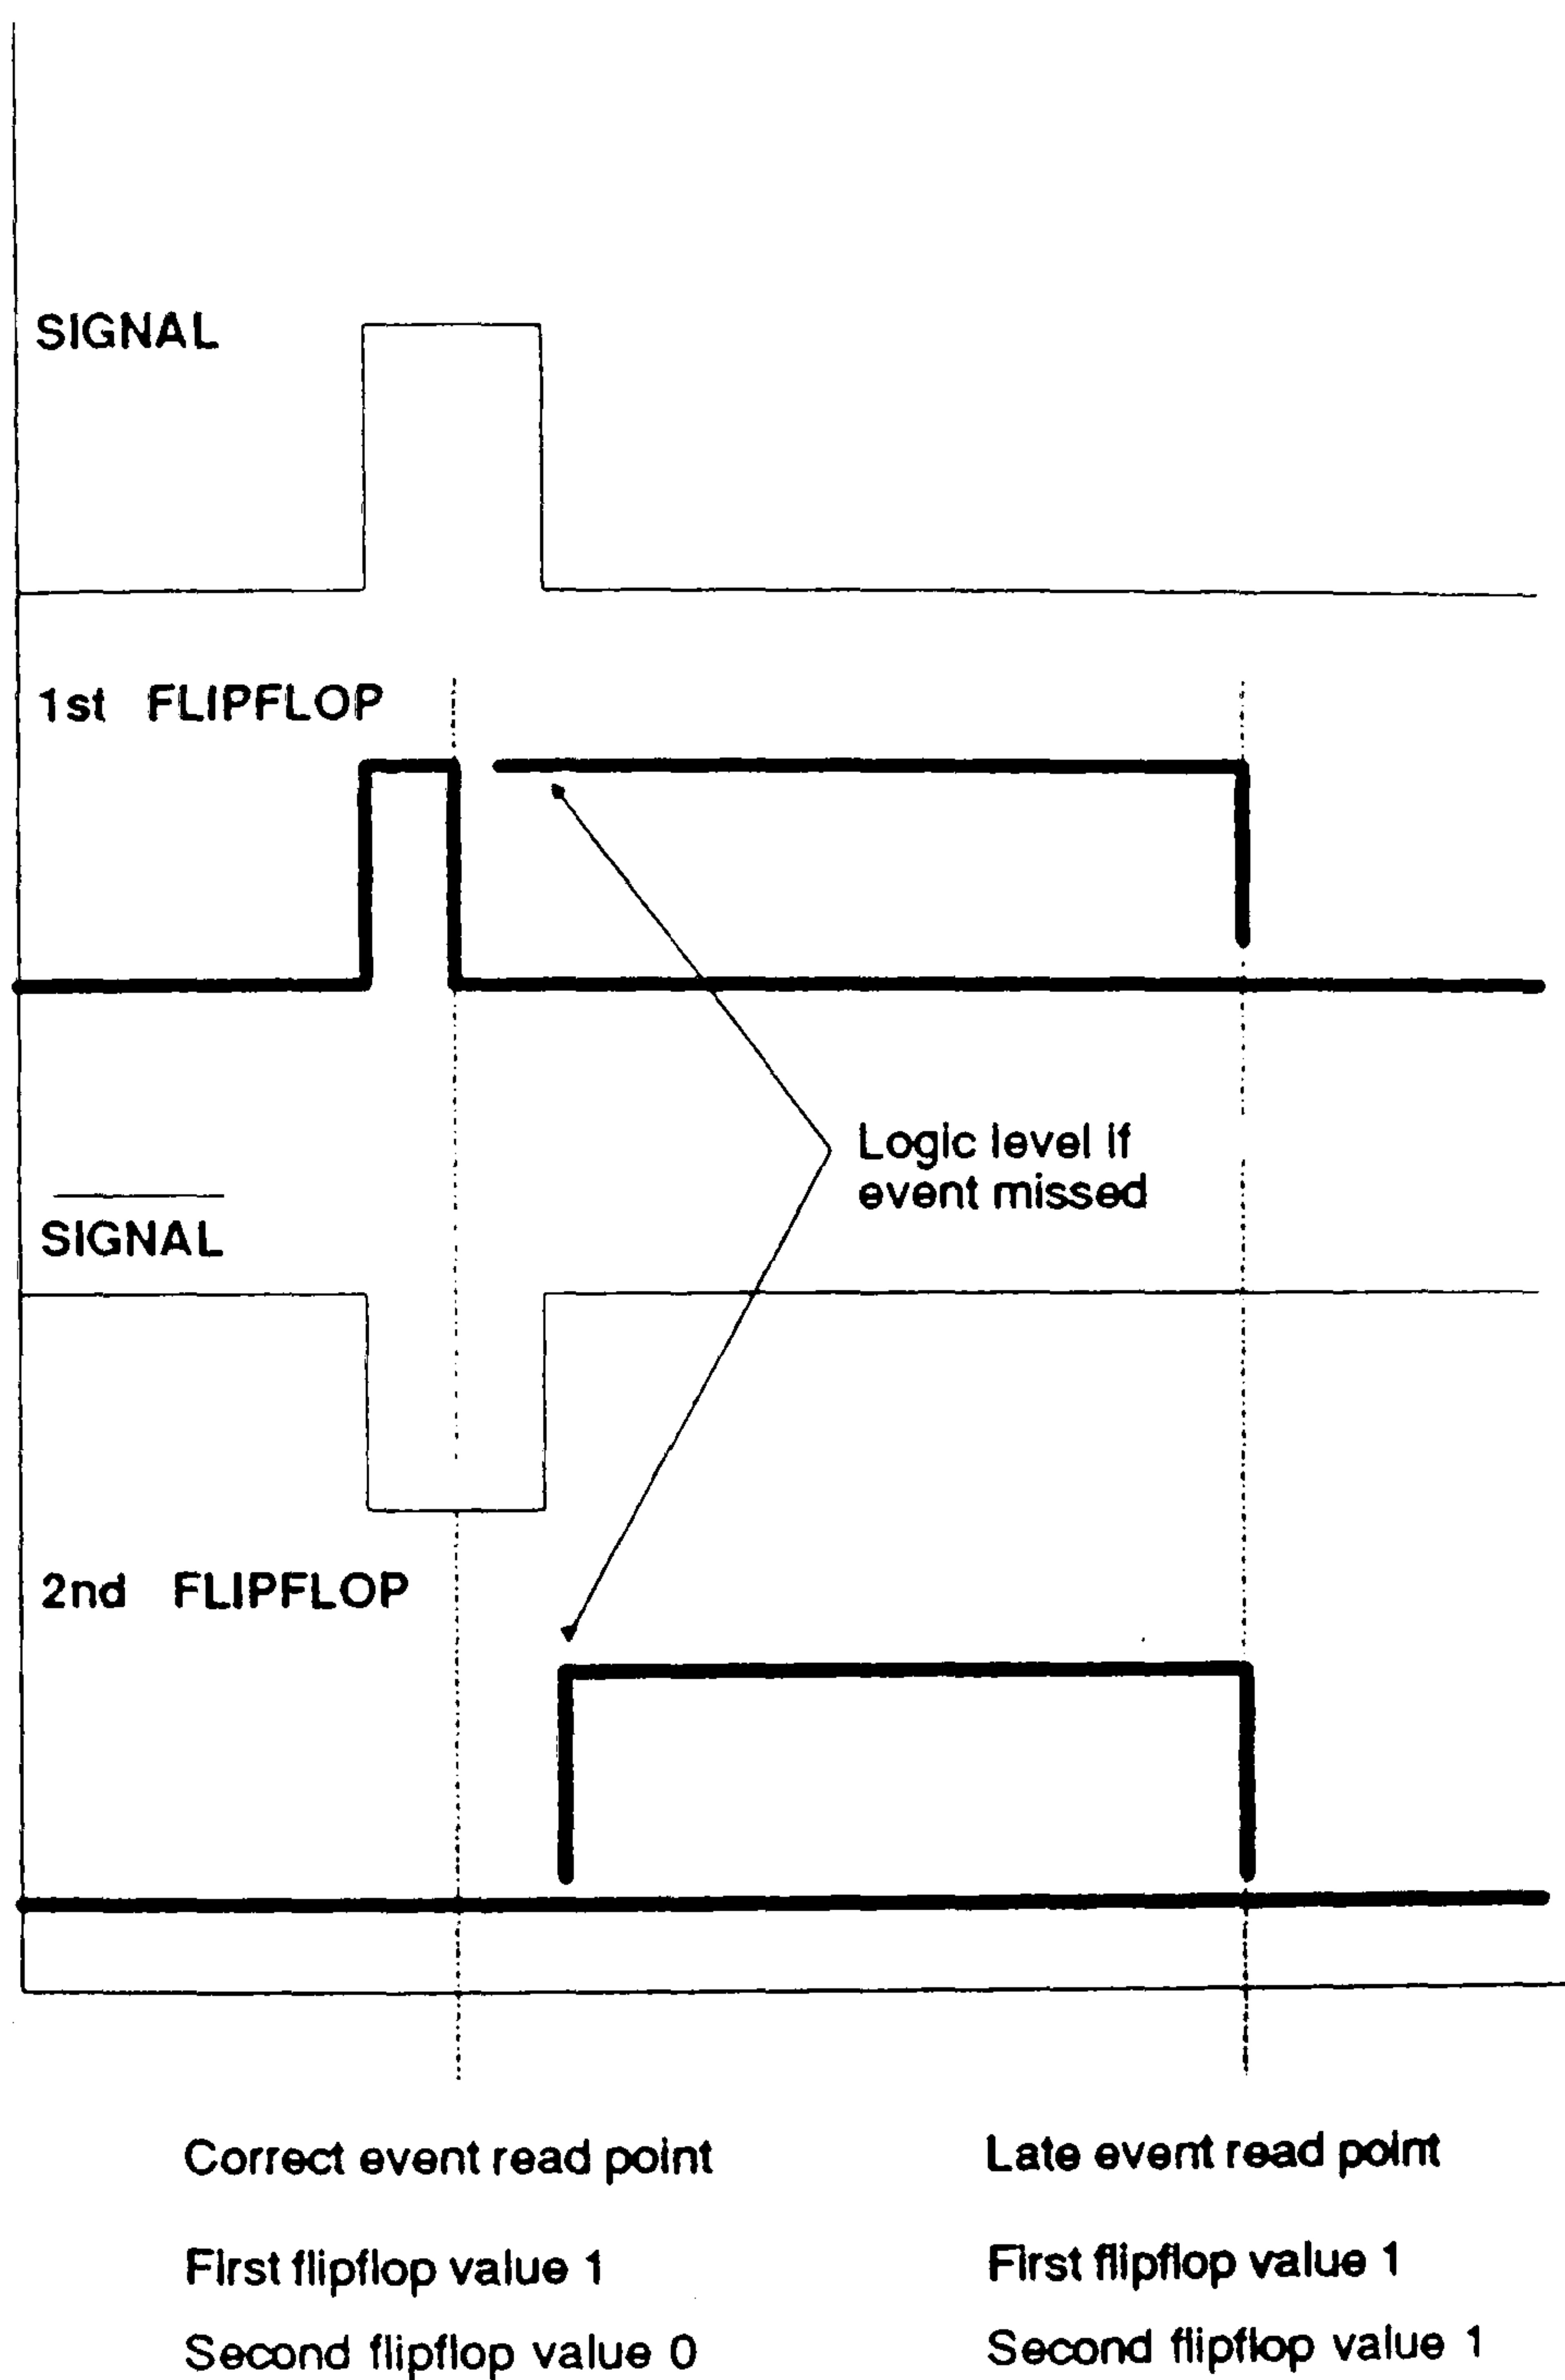 SIGNAL
1st FLIPFLOP
Logic level if
event missed
SIGNAL
2nd FLIPFLOP
Correct event read point
First flipflop value 1
Second flipflop value 0
Late event read point
First flipflop value 1
Second flipflop value 1